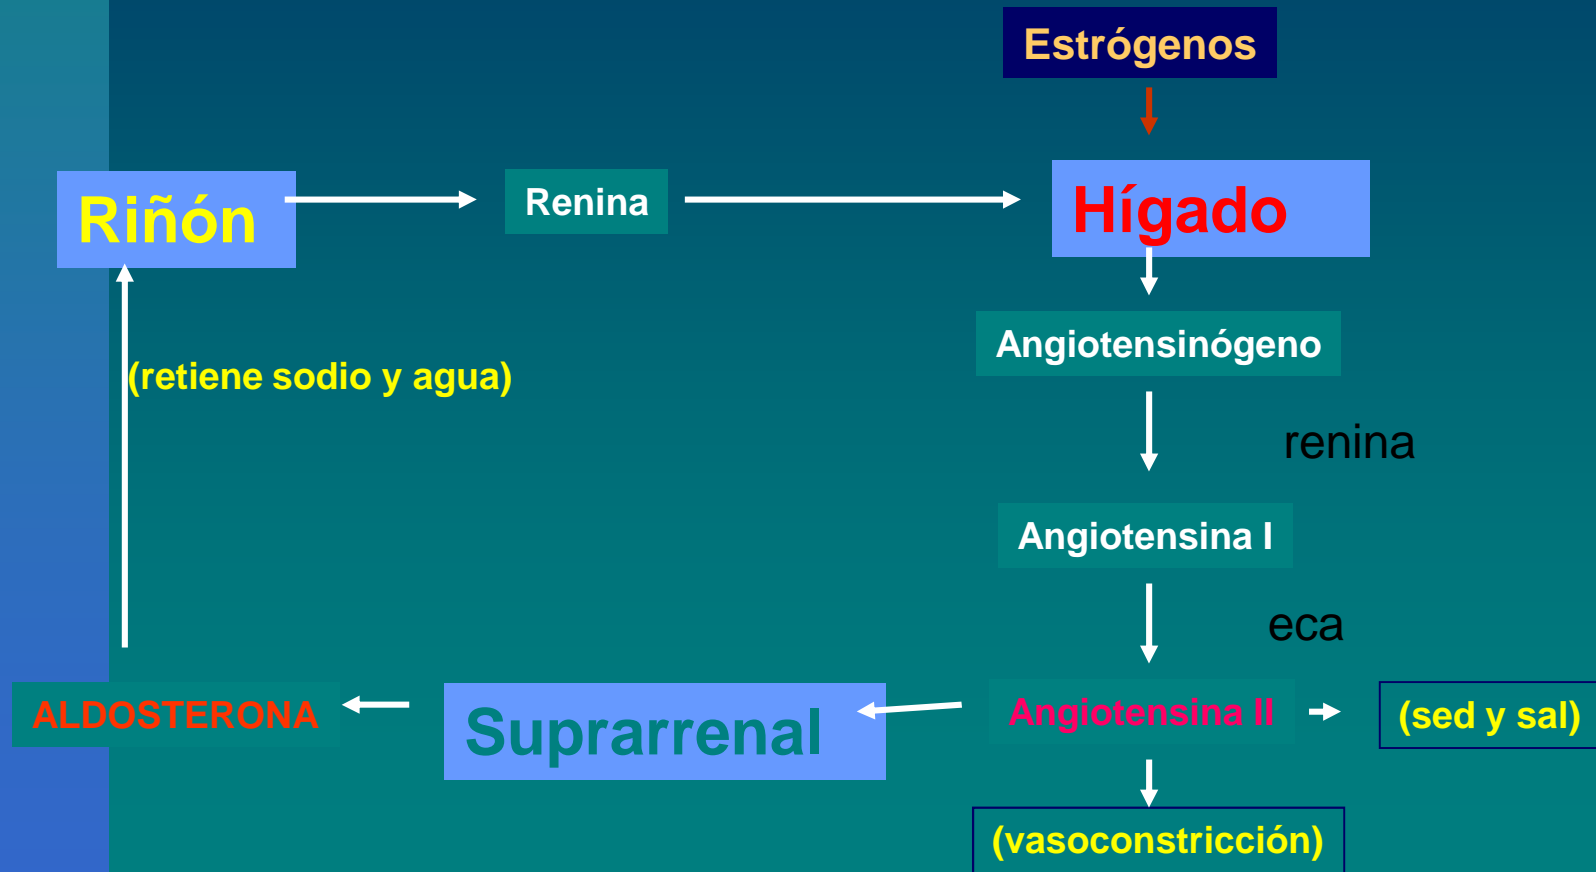 Estrógenos
Riñón
Renina
Hígado
Angiotensinógeno
(retiene sodio y agua)
renina
Angiotensina I
eca
ALDOSTERONA
Suprarrenal
Angiotensina II
(sed y sal)
(vasoconstricción)